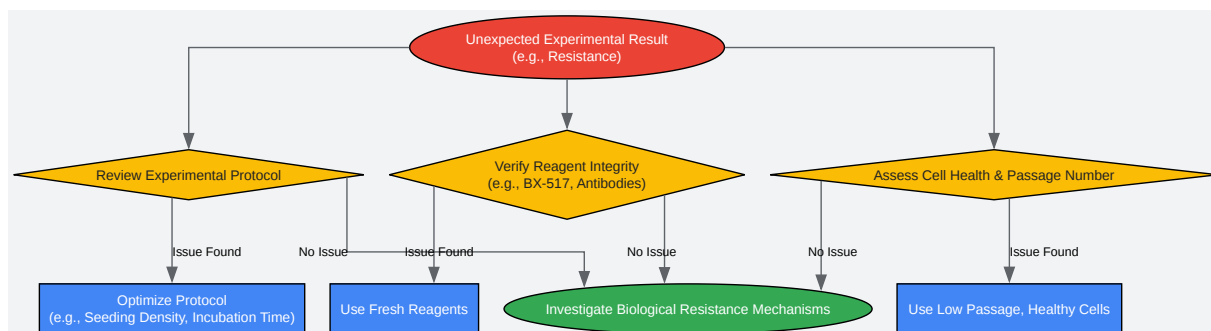 Unexpected Experimental Result
(e.g., Resistance)
Review Experimental Protocol
Verify Reagent Integrity
(e.g., BX-517, Antibodies)
Assess Cell Health & Passage Number
Issue Found
No Issue
Issue Found
No Issue
No Issue
Issue Found
Optimize Protocol
(e.g., Seeding Density, Incubation Time)
Use Fresh Reagents
Investigate Biological Resistance Mechanisms
Use Low Passage, Healthy Cells